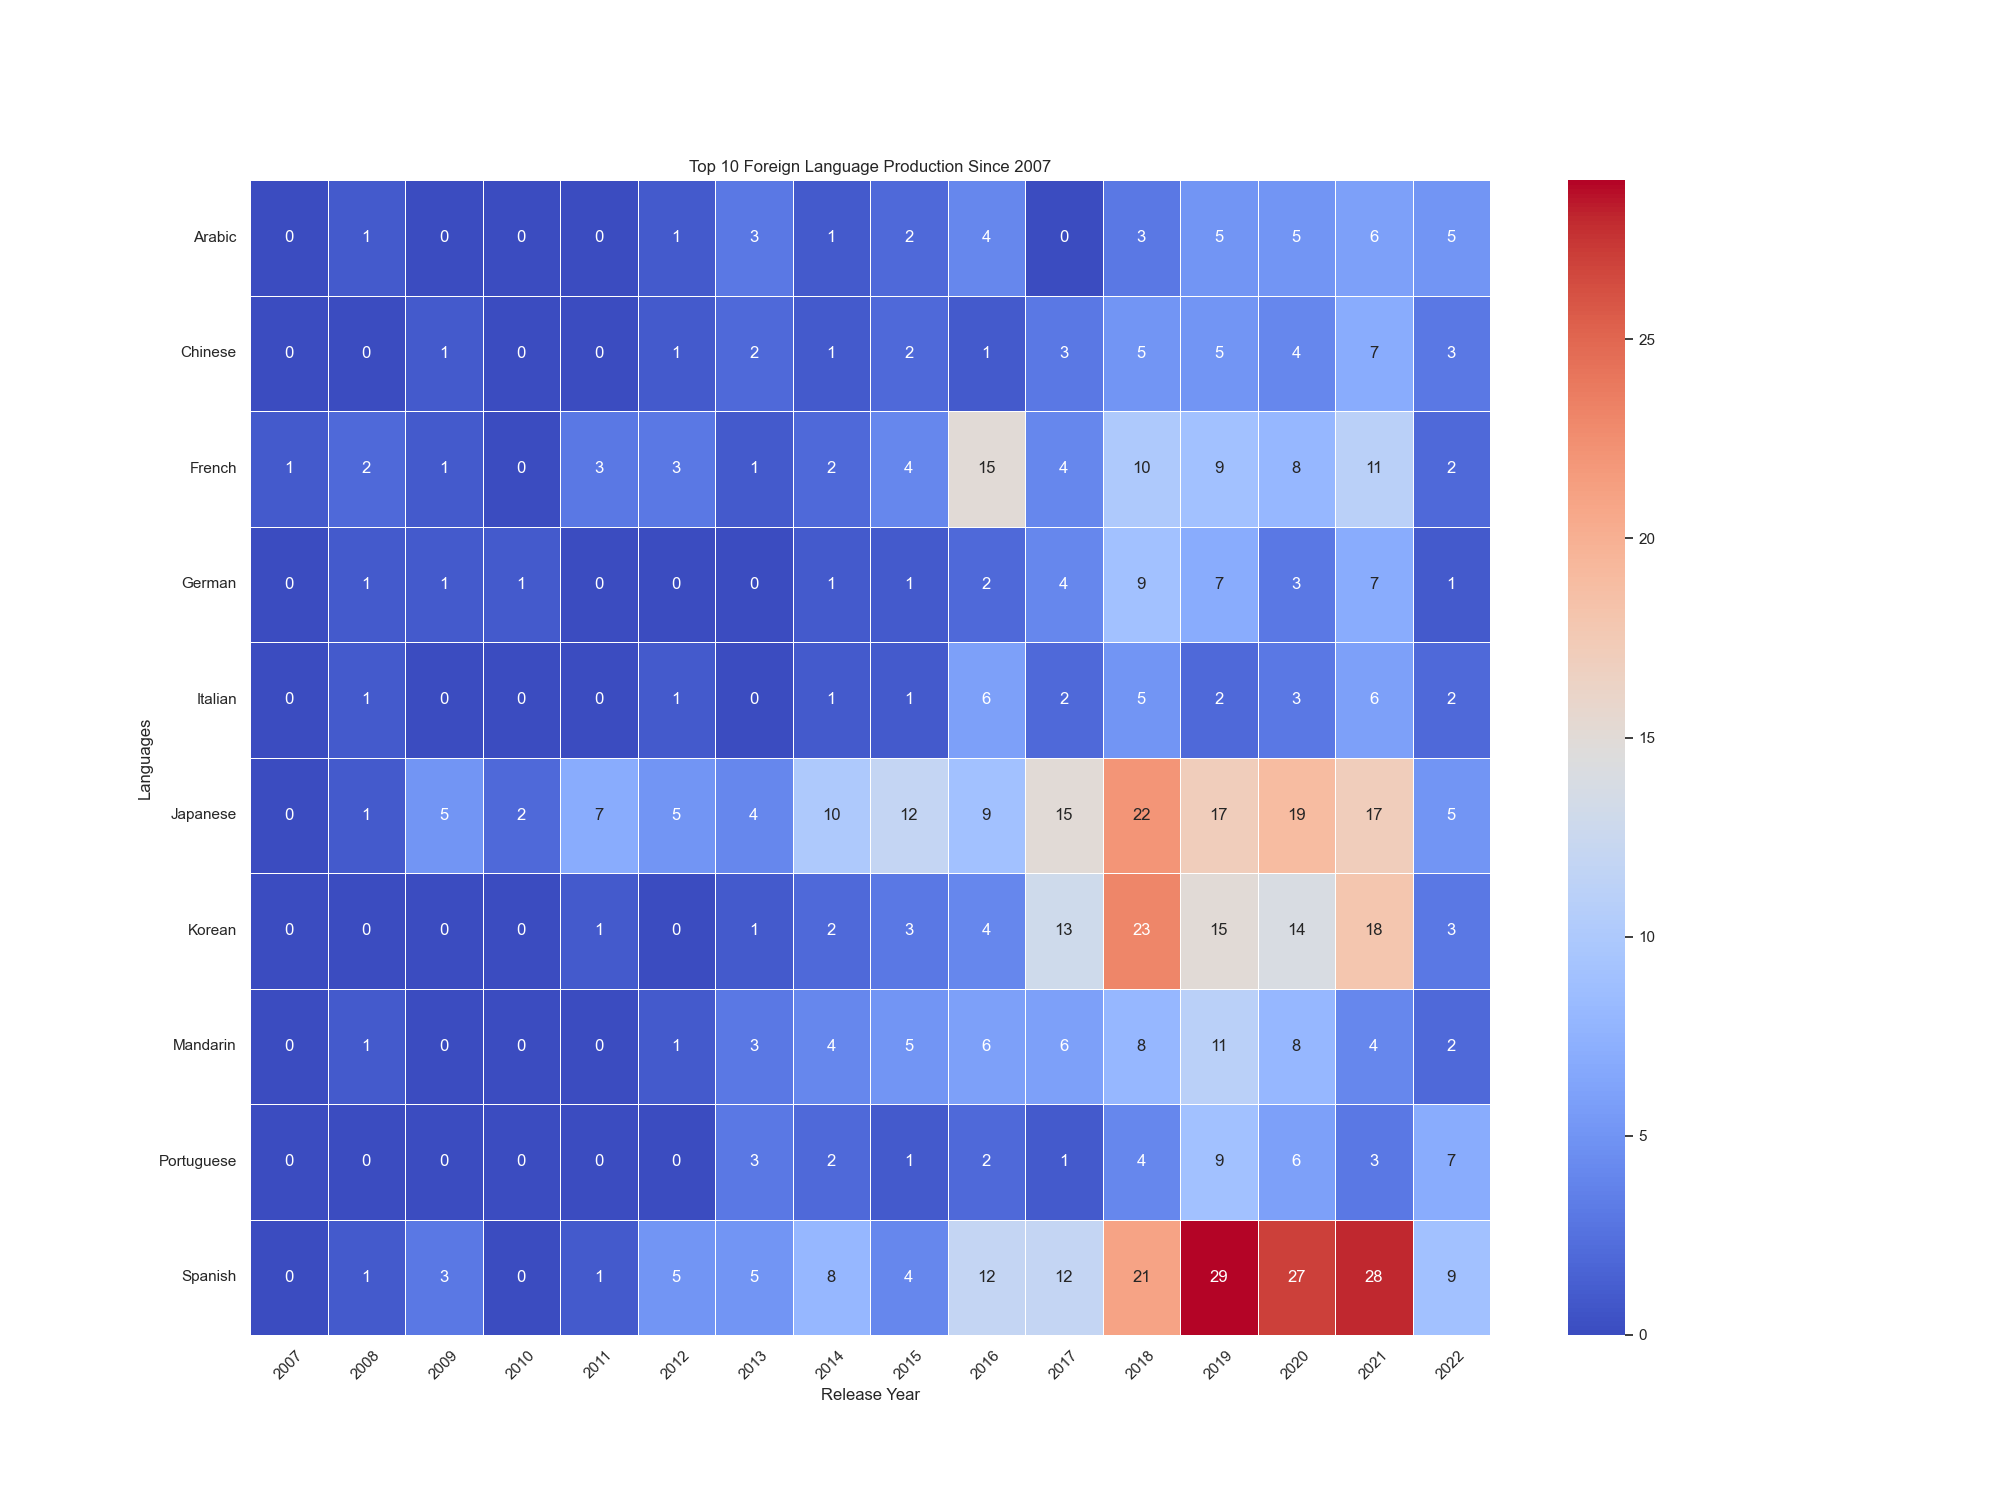 Top 10 Foreign Language Production Since 2007
Arabic 0 1 0 0 0 1 3 1 2 4 0 3 5 5 6 5
Chinese 0 0 1 0 0 1 2 1 2 1 3 5 5 4 7 3
French 1 2 1 0 3 3 1 2 4 15 4 10 9 8 11 2
German 0 1 1 1 0 0 0 1 1 2 4 9 7 3 7 1
Italian 0 1 0 0 0 1 0 1 1 6 2 5 2 3 6 2
Japanese 0 1 5 2 7 5 4 10 12 9 15 22 17 19 17 5
Korean 0 0 0 0 1 0 1 2 3 4 13 23 15 14 18 3
Mandarin 0 1 0 0 0 1 3 4 5 6 6 8 11 8 4 2
Portuguese 0 0 0 0 0 0 3 2 1 2 1 4 9 6 3 7
Spanish 0 1 3 0 1 5 5 8 4 12 12 21 29 27 28 9
2007 2008 2009 2010 2011 2012 2013 2014 2015 2016 2017 2018 2019 2020 2021 2022
Release Year
Languages
25
20
15
10
5
0